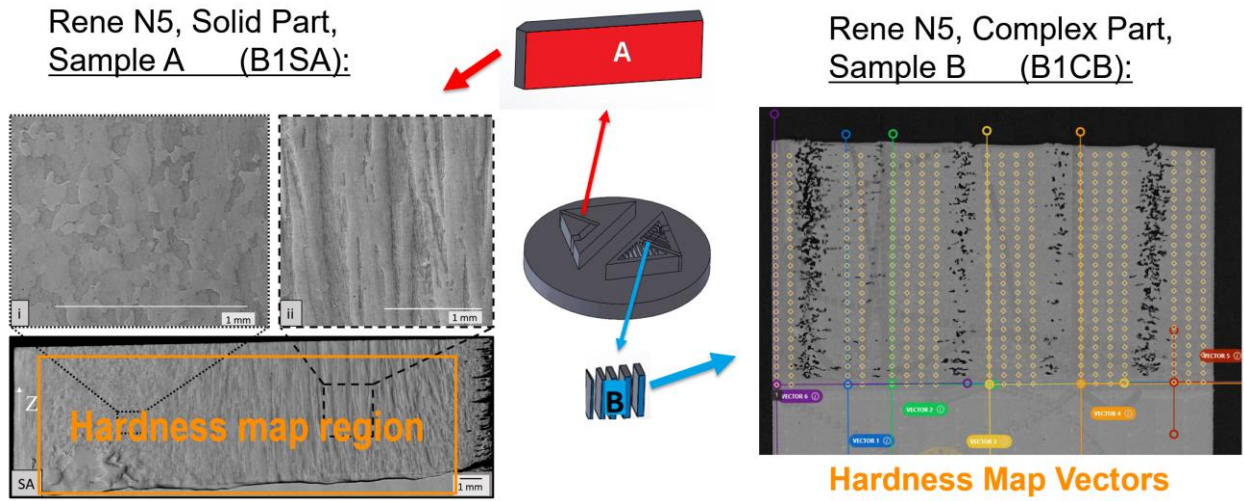 Rene N5, Solid Part,
Sample A (B1SA):
A
Rene N5, Complex Part,
Sample B (B1CB):
i
1 mm
ii
1 mm
Z
Hardness map region
SA
1 mm
B
VECTOR 6
VECTOR 1
VECTOR 2
VECTOR 3
VECTOR 4
VECTOR 5
Hardness Map Vectors